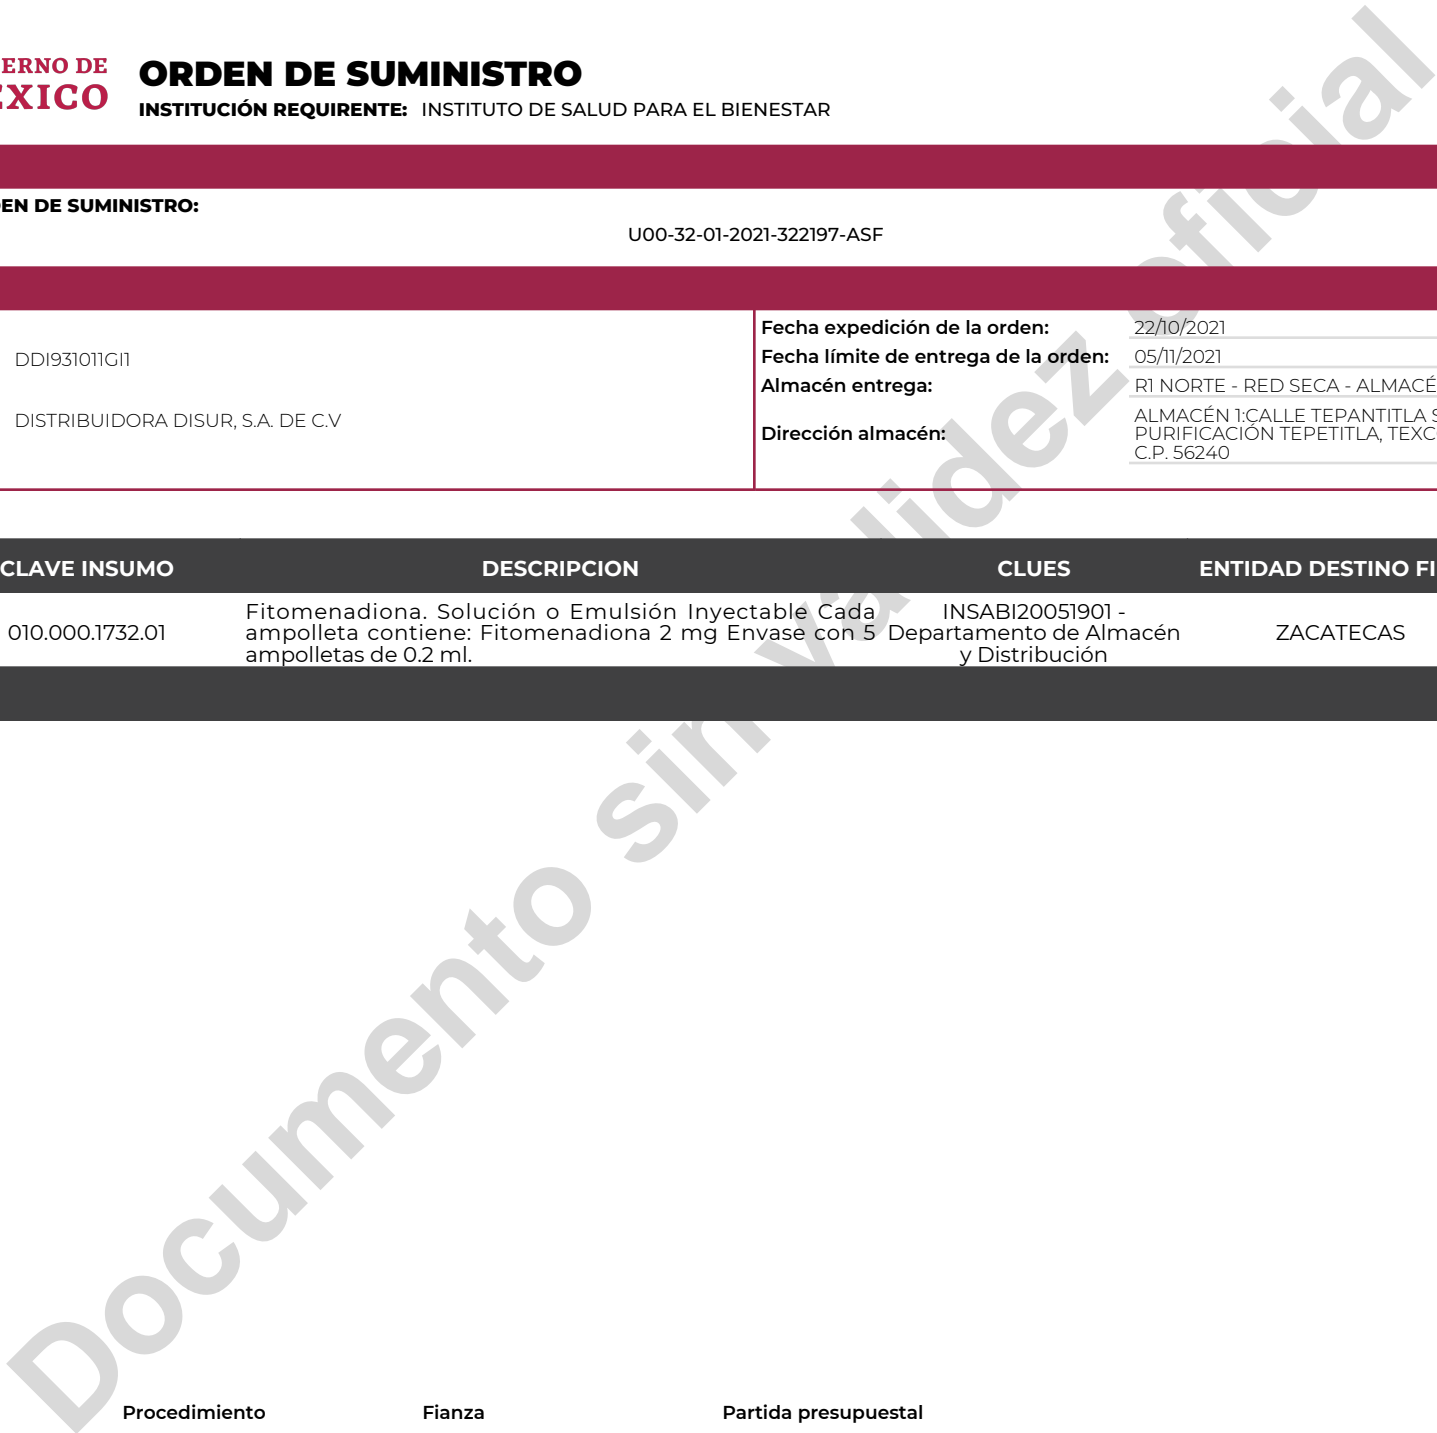 ERNO DE
EXICO
ORDEN DE SUMINISTRO
INSTITUCIÓN REQUIRENTE: INSTITUTO DE SALUD PARA EL BIENESTAR
EN DE SUMINISTRO:
U00-32-01-2021-322197-ASF
DDI931011GI1
DISTRIBUIDORA DISUR, S.A. DE C.V
Fecha expedición de la orden: 22/10/2021
Fecha límite de entrega de la orden: 05/11/2021
Almacén entrega: R1 NORTE - RED SECA - ALMACÉ
Dirección almacén:
ALMACÉN 1:CALLE TEPANTITLA S
PURIFICACIÓN TEPETITLA, TEXC
C.P. 56240
CLAVE INSUMO DESCRIPCION CLUES ENTIDAD DESTINO FI
010.000.1732.01
Fitomenadiona. Solución o Emulsión Inyectable Cada
ampolleta contiene: Fitomenadiona 2 mg Envase con 5
ampolletas de 0.2 ml.
INSABI20051901 -
Departamento de Almacén
y Distribución
ZACATECAS
Documento sin validez oficial
Procedimiento Fianza Partida presupuestal